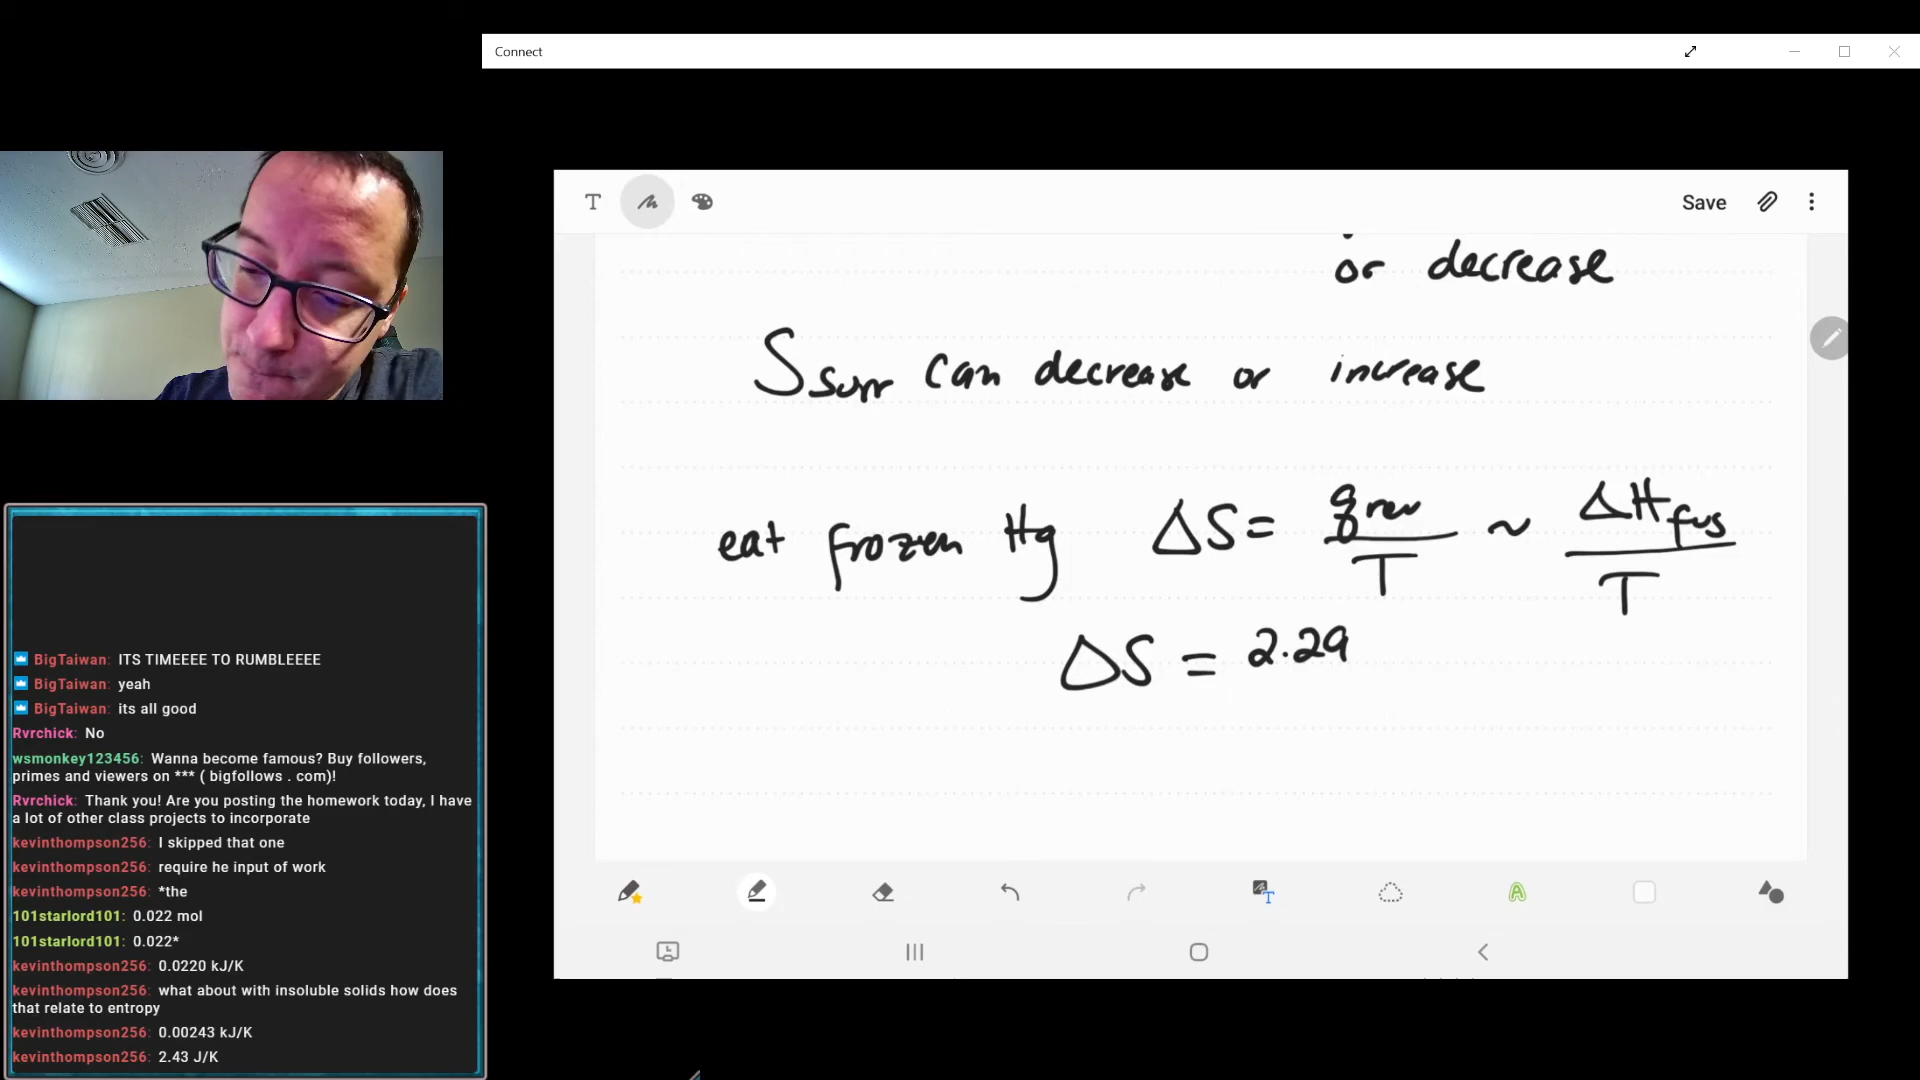 Connect
T
Save
or decrease
Ssurr can decrease or increase
eat frozen Hg ΔS = qrev / T ~ ΔHfus / T
ΔS = 2.29
BigTaiwan: ITS TIMEEEE TO RUMBLEEEE
BigTaiwan: yeah
BigTaiwan: its all good
Rvrchick: No
wsmonkey123456: Wanna become famous? Buy followers,
primes and viewers on *** ( bigfollows . com)!
Rvrchick: Thank you! Are you posting the homework today, I have
a lot of other class projects to incorporate
kevinthompson256: I skipped that one
kevinthompson256: require he input of work
kevinthompson256: *the
101starlord101: 0.022 mol
101starlord101: 0.022*
kevinthompson256: 0.0220 kJ/K
kevinthompson256: what about with insoluble solids how does
that relate to entropy
kevinthompson256: 0.00243 kJ/K
kevinthompson256: 2.43 J/K